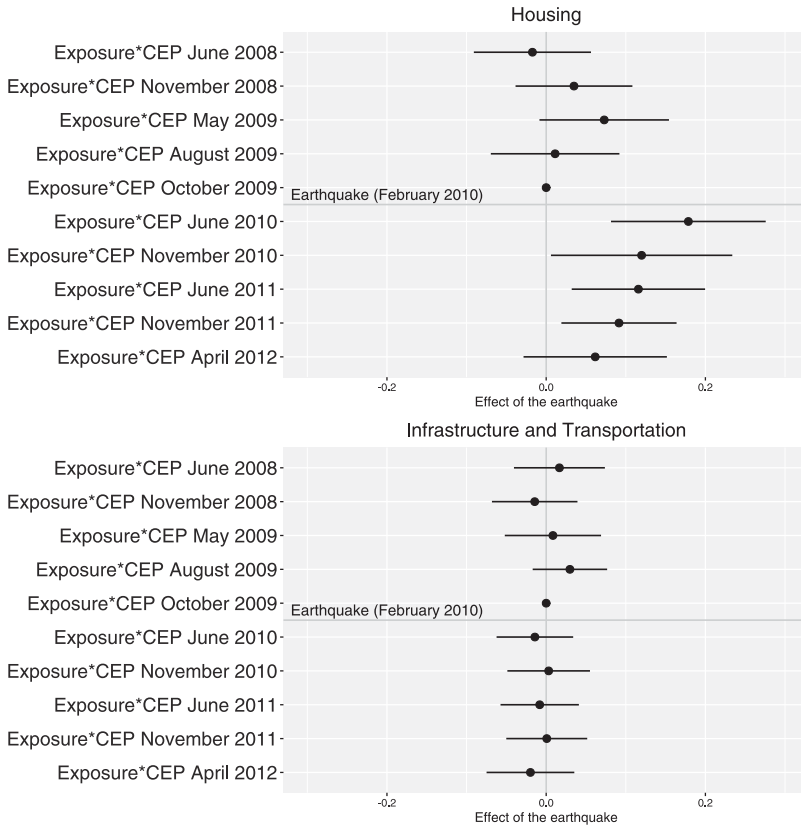 Housing
Exposure*CEP June 2008
Exposure*CEP November 2008
Exposure*CEP May 2009
Exposure*CEP August 2009
Exposure*CEP October 2009
Earthquake (February 2010)
Exposure*CEP June 2010
Exposure*CEP November 2010
Exposure*CEP June 2011
Exposure*CEP November 2011
Exposure*CEP April 2012
-0.2 0.0 0.2
Effect of the earthquake
Infrastructure and Transportation
Exposure*CEP June 2008
Exposure*CEP November 2008
Exposure*CEP May 2009
Exposure*CEP August 2009
Exposure*CEP October 2009
Earthquake (February 2010)
Exposure*CEP June 2010
Exposure*CEP November 2010
Exposure*CEP June 2011
Exposure*CEP November 2011
Exposure*CEP April 2012
-0.2 0.0 0.2
Effect of the earthquake